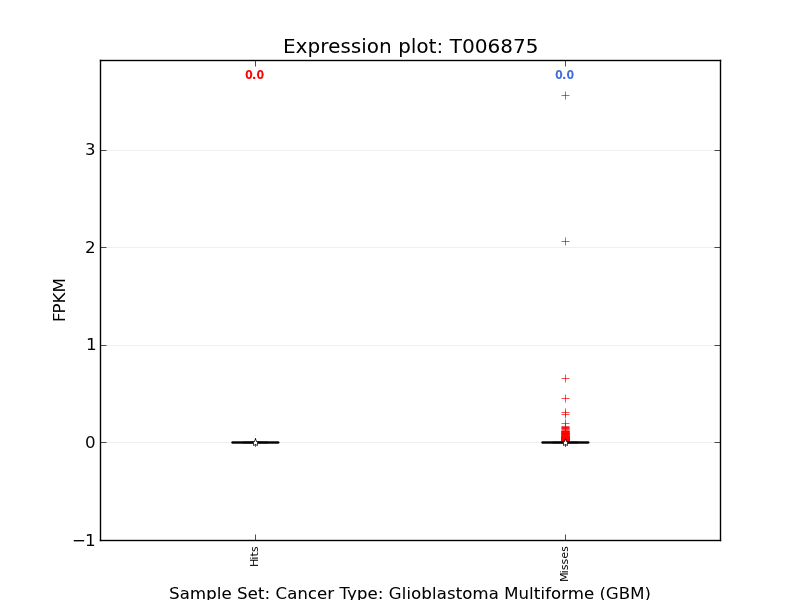 Expression plot: T006875
0.0 0.0
3
2
1
0
−1
FPKM
Hits Misses
Sample Set: Cancer Type: Glioblastoma Multiforme (GBM)